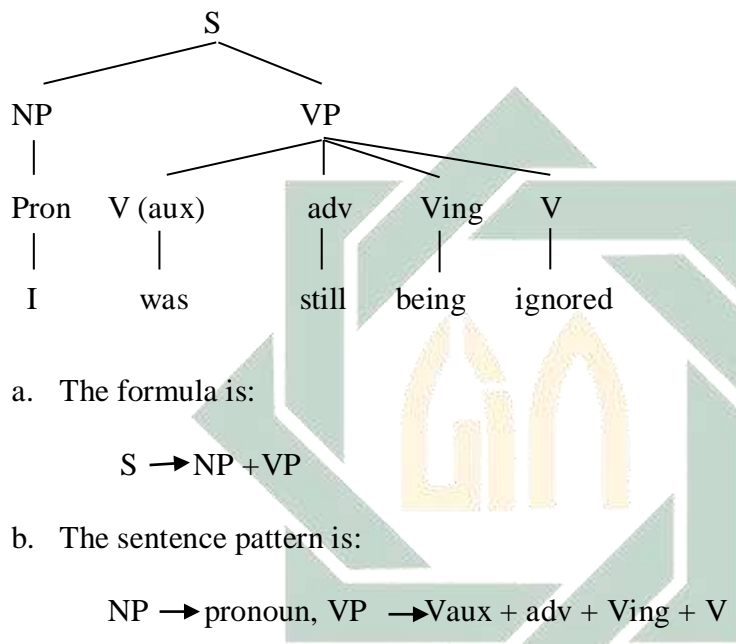 S
NP VP
Pron V (aux) adv Ving V
I was still being ignored
a. The formula is:
S → NP +VP
b. The sentence pattern is:
NP → pronoun, VP → Vaux + adv + Ving + V